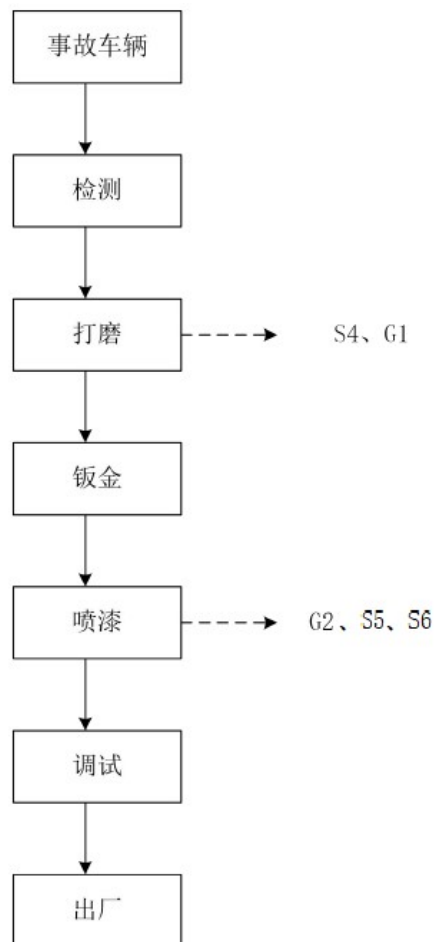 事故车辆
检测
打磨
S4、G1
钣金
喷漆
G2、S5、S6
调试
出厂